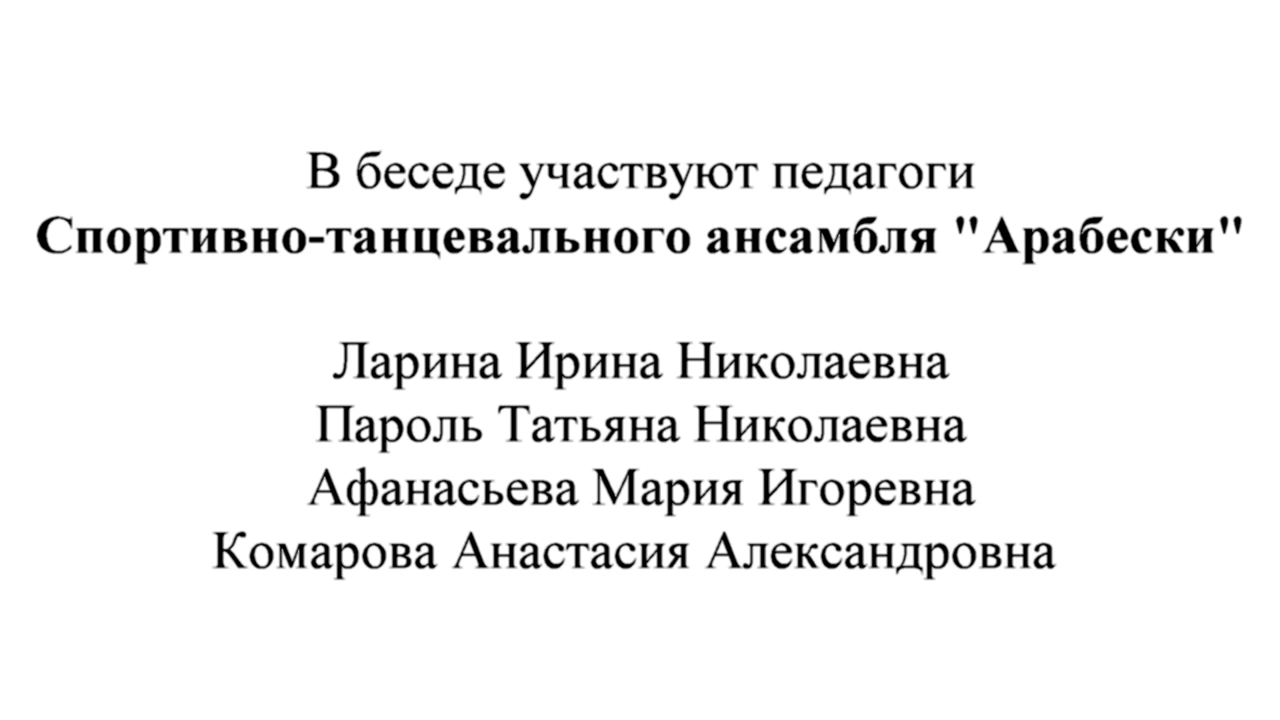 В беседе участвуют педагоги
Спортивно-танцевального ансамбля "Арабески"
Ларина Ирина Николаевна
Пароль Татьяна Николаевна
Афанасьева Мария Игоревна
Комарова Анастасия Александровна